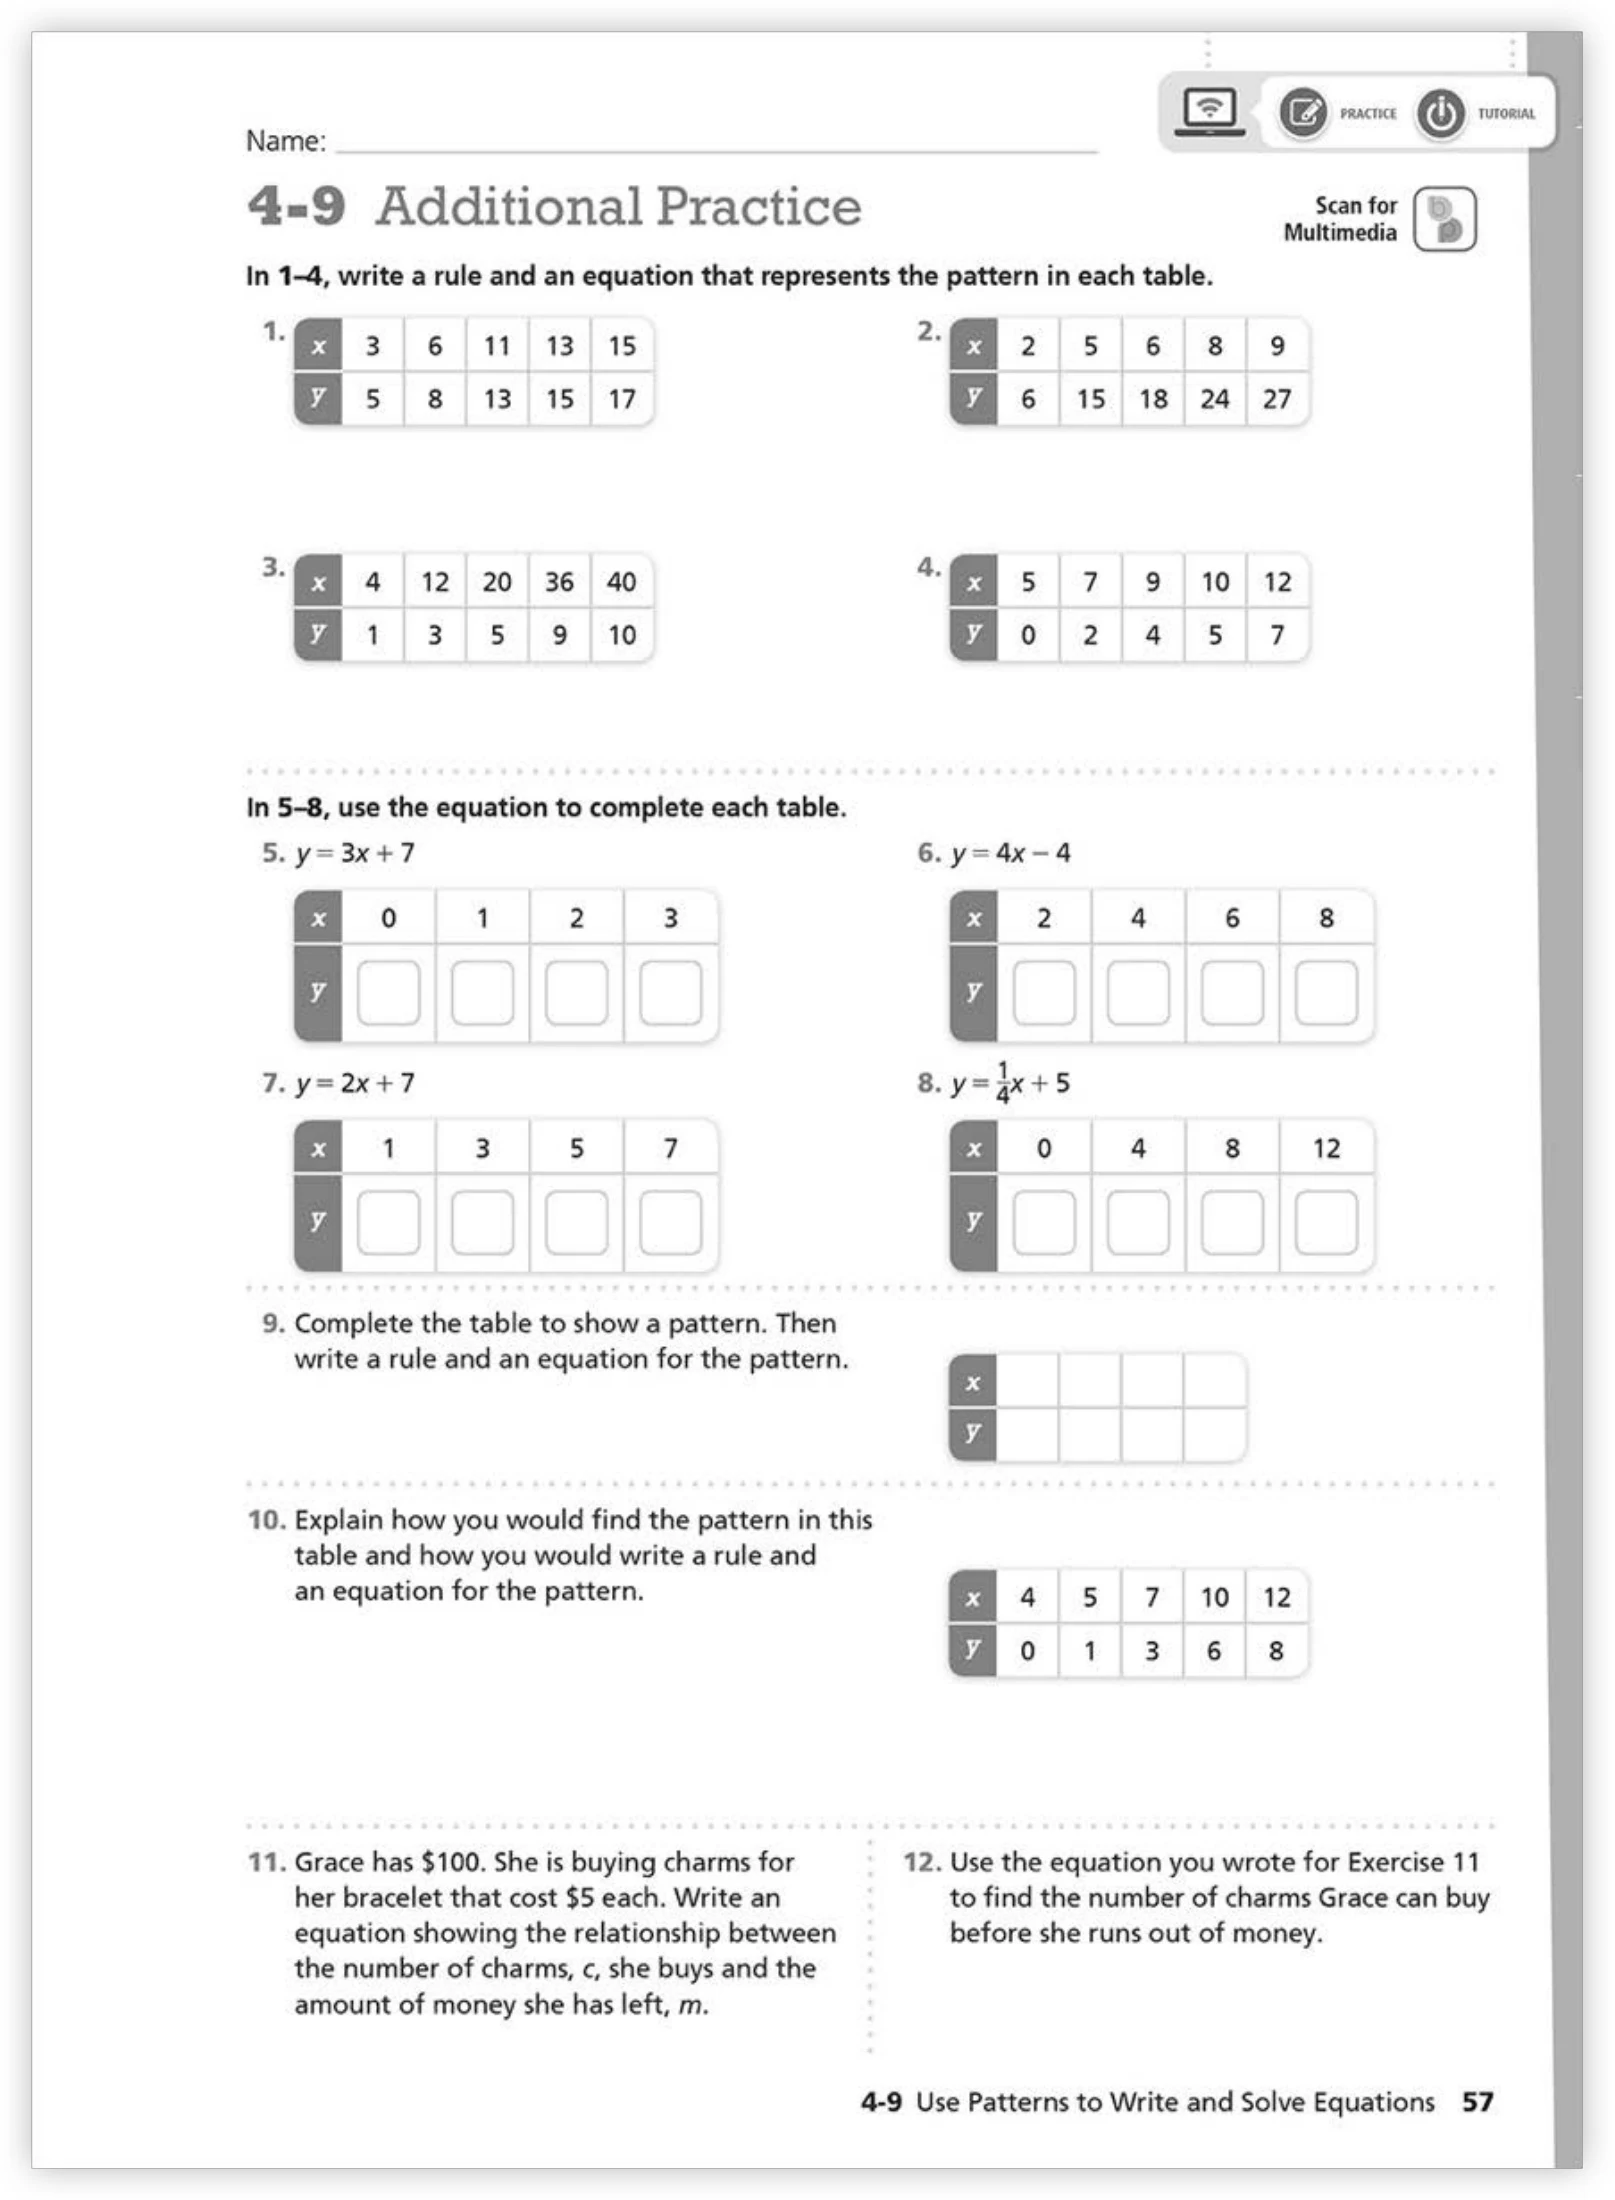 PRACTICE TUTORIAL
Name:
4-9 Additional Practice
Scan for
Multimedia
In 1–4, write a rule and an equation that represents the pattern in each table.
1.
x 3 6 11 13 15
y 5 8 13 15 17
2.
x 2 5 6 8 9
y 6 15 18 24 27
3.
x 4 12 20 36 40
y 1 3 5 9 10
4.
x 5 7 9 10 12
y 0 2 4 5 7
In 5–8, use the equation to complete each table.
5. y = 3x + 7
x 0 1 2 3
y
6. y = 4x − 4
x 2 4 6 8
y
7. y = 2x + 7
x 1 3 5 7
y
8. y = 1/4x + 5
x 0 4 8 12
y
9. Complete the table to show a pattern. Then
write a rule and an equation for the pattern.
x
y
10. Explain how you would find the pattern in this
table and how you would write a rule and
an equation for the pattern.
x 4 5 7 10 12
y 0 1 3 6 8
11. Grace has $100. She is buying charms for
her bracelet that cost $5 each. Write an
equation showing the relationship between
the number of charms, c, she buys and the
amount of money she has left, m.
12. Use the equation you wrote for Exercise 11
to find the number of charms Grace can buy
before she runs out of money.
4-9 Use Patterns to Write and Solve Equations 57